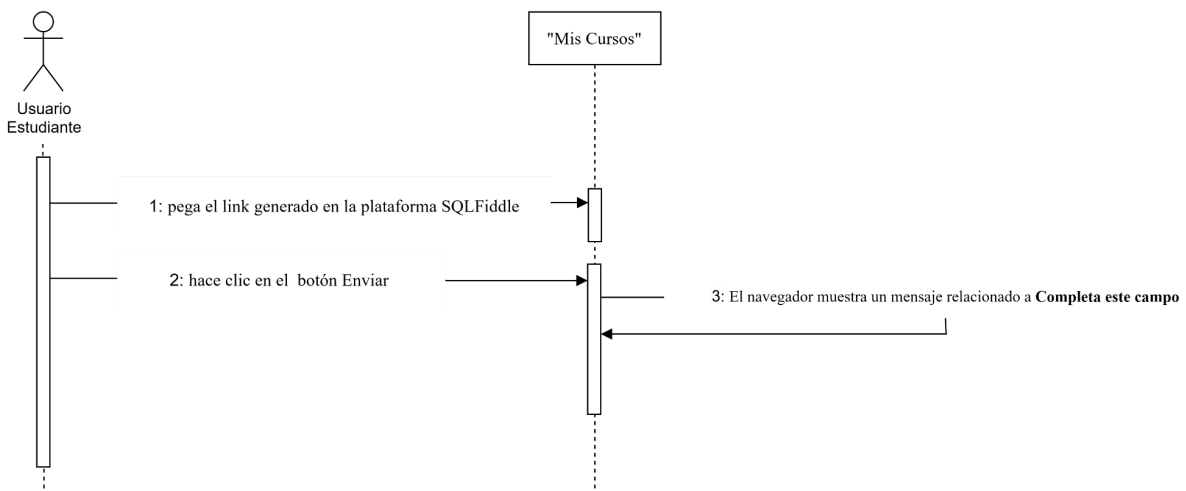 "Mis Cursos"
Usuario
Estudiante
1: pega el link generado en la plataforma SQLFiddle
2: hace clic en el  botón Enviar
3: El navegador muestra un mensaje relacionado a Completa este campo